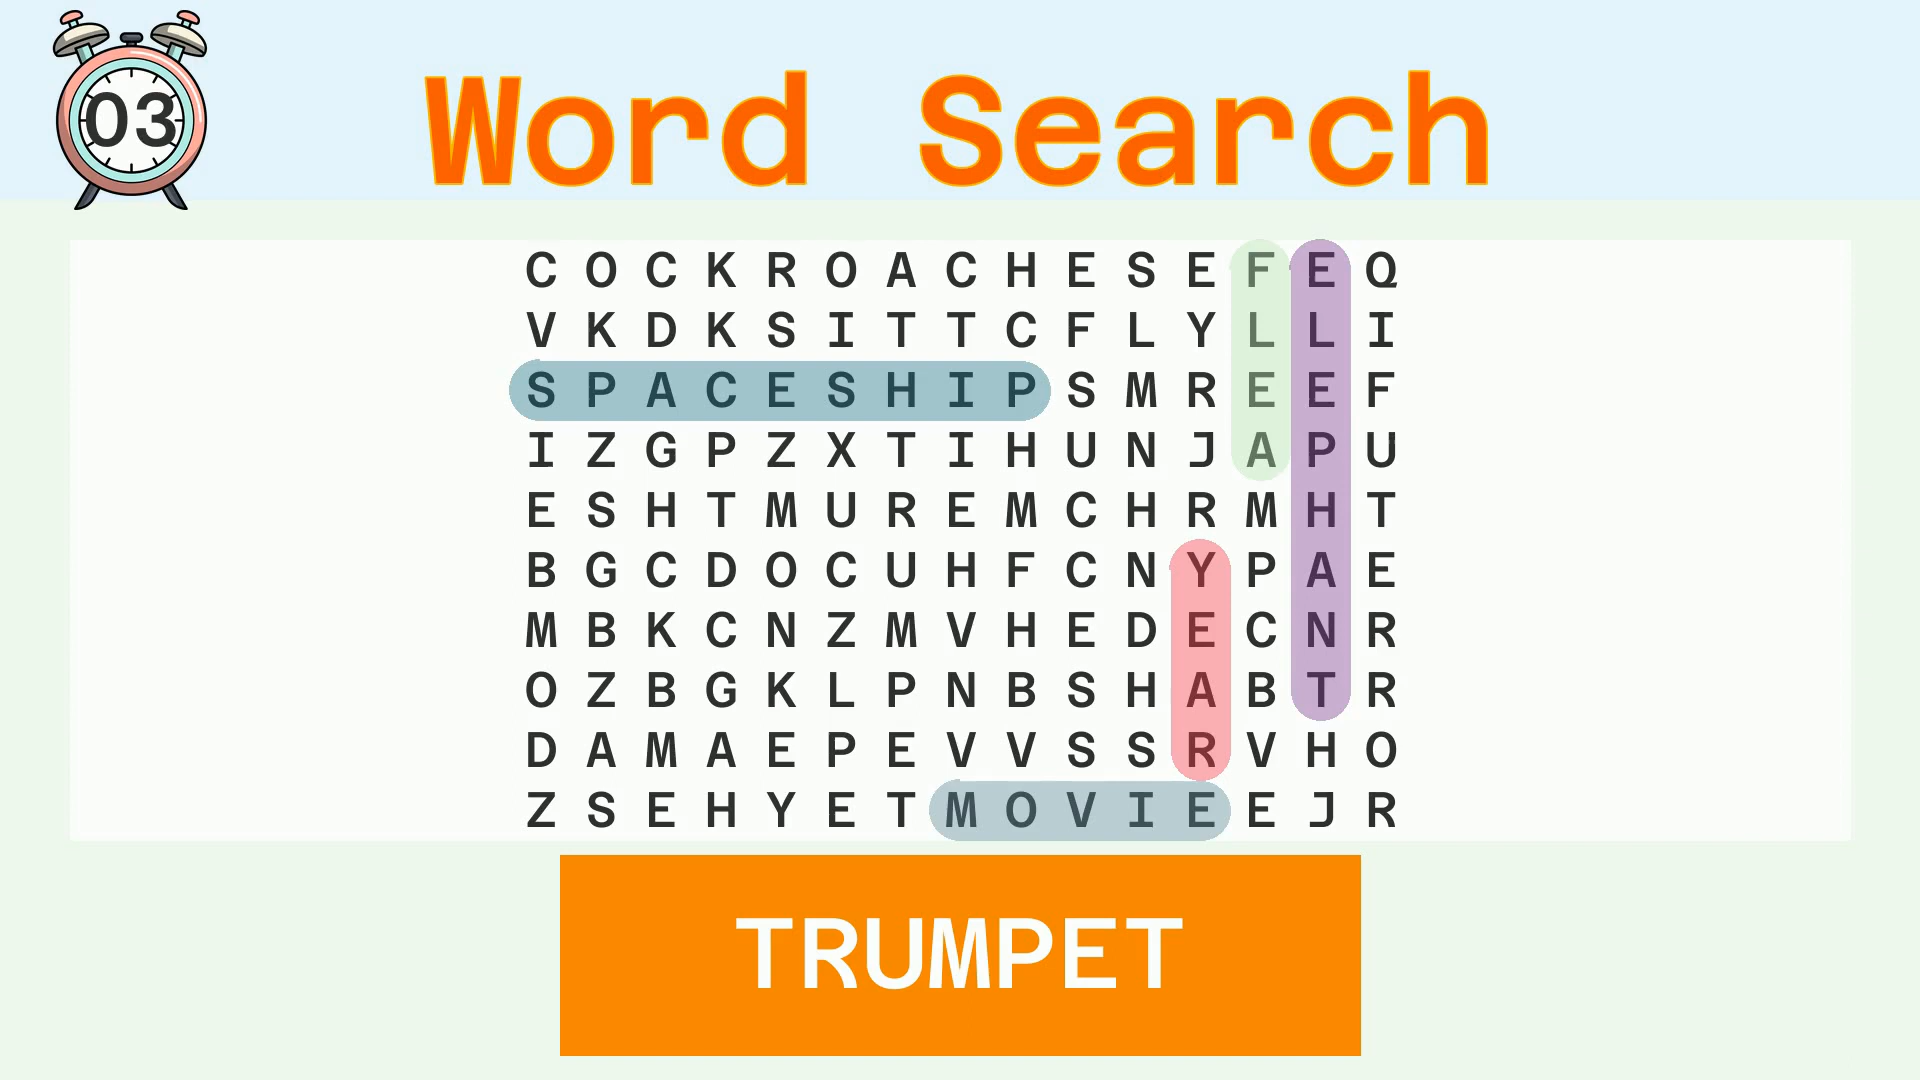 03
Word Search
C O C K R O A C H E S E F E Q
V K D K S I T T C F L Y L L I
S P A C E S H I P S M R E E F
I Z G P Z X T I H U N J A P U
E S H T M U R E M C H R M H T
B G C D O C U H F C N Y P A E
M B K C N Z M V H E D E C N R
O Z B G K L P N B S H A B T R
D A M A E P E V V S S R V H O
Z S E H Y E T M O V I E E J R
TRUMPET